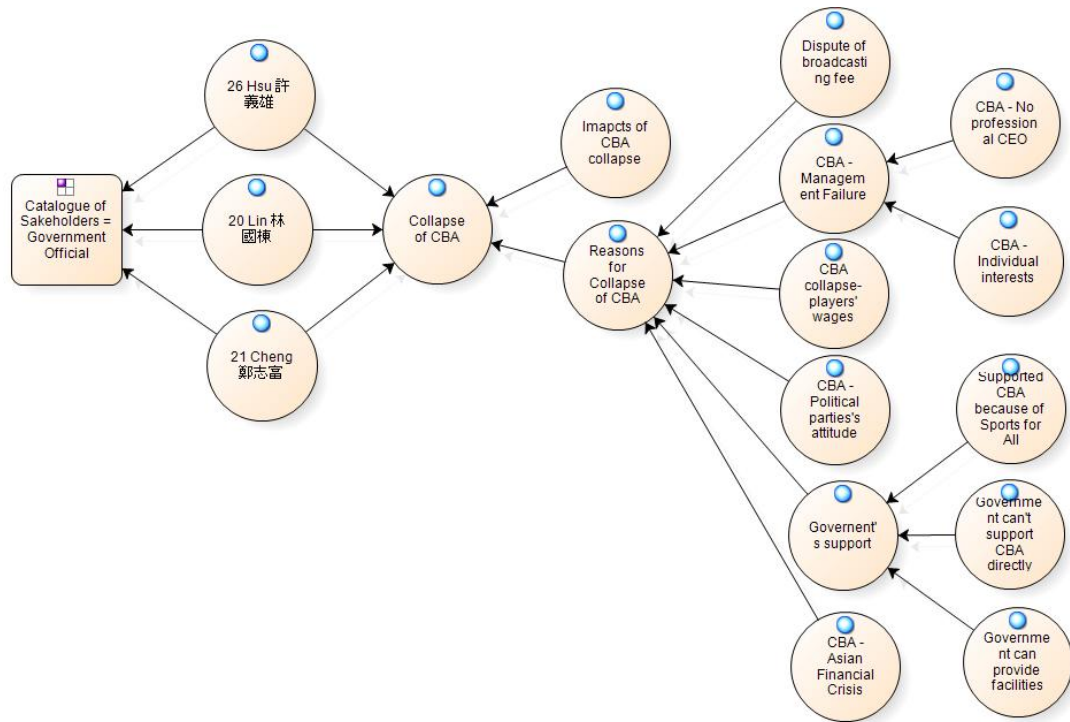 26 Hsu 許
義雄
Catalogue of
Sakeholders =
Government
Official
20 Lin 林
國棟
21 Cheng
鄭志富
Collapse
of CBA
Imapcts of
CBA
collapse
Reasons
for
Collapse
of CBA
Dispute of
broadcasti
ng fee
CBA -
Managem
ent Failure
CBA
collapse-
players'
wages
CBA -
Political
parties's
attitude
Governent'
s support
CBA -
Asian
Financial
Crisis
CBA - No
profession
al CEO
CBA -
Individual
interests
Supported
CBA
because of
Sports for
All
Governme
nt can't
support
CBA
directly
Governme
nt can
provide
facilities